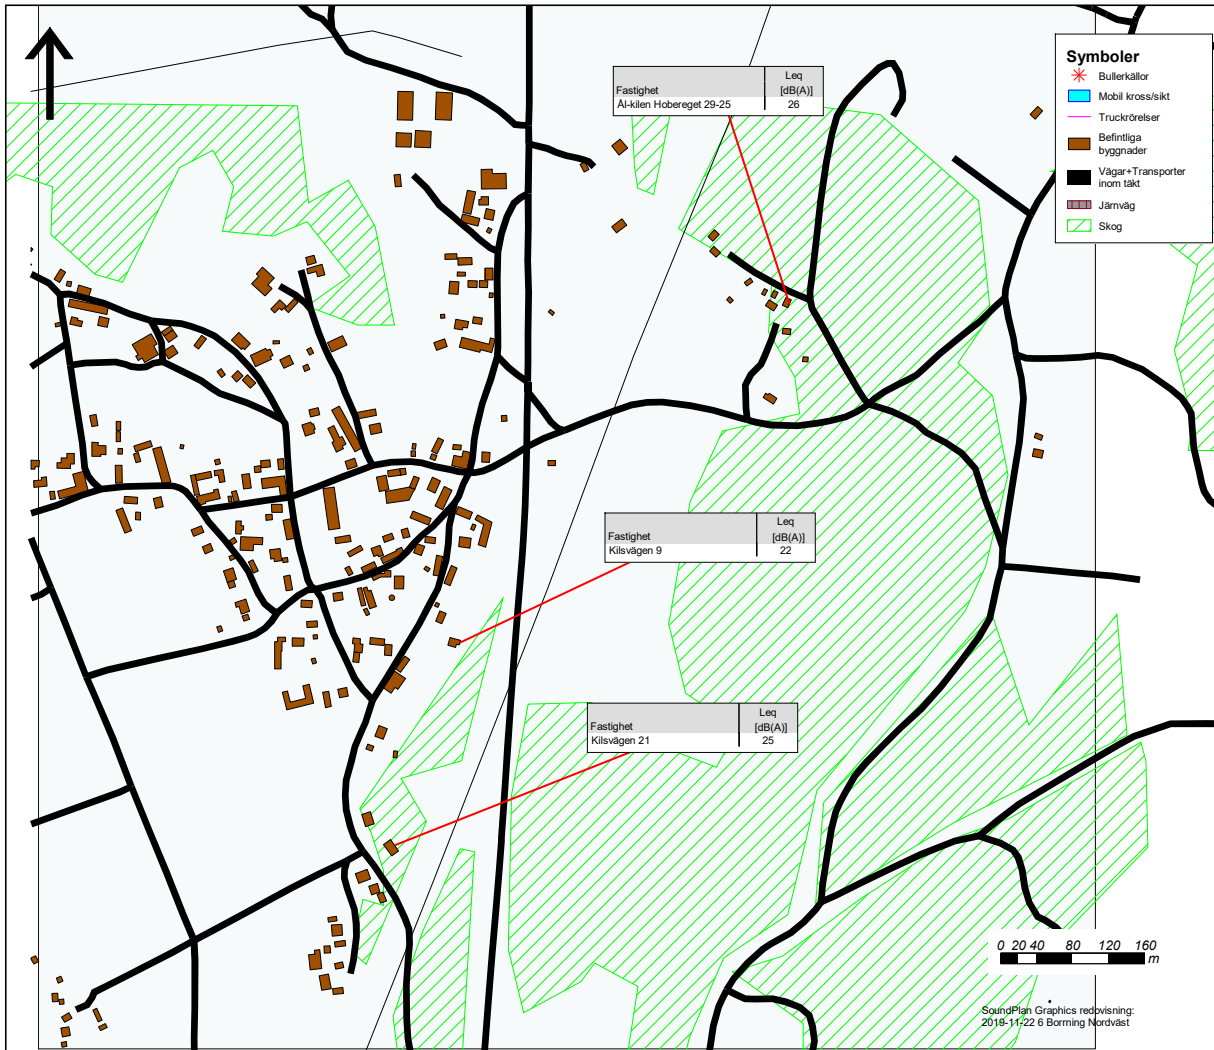 Leq
Fastighet [dB(A)]
Ål-kilen Hobereget 29-25 26
Symboler
Bullerkällor
Mobil kross/sikt
Truckrörelser
Befintliga
byggnader
Vägar+Transporter
inom täkt
Järnväg
Skog
Leq
Fastighet [dB(A)]
Kilsvägen 9 22
Leq
Fastighet [dB(A)]
Kilsvägen 21 25
0 20 40 80 120 160
m
SoundPlan Graphics redovisning:
2019-11-22 6 Borrning Nordväst